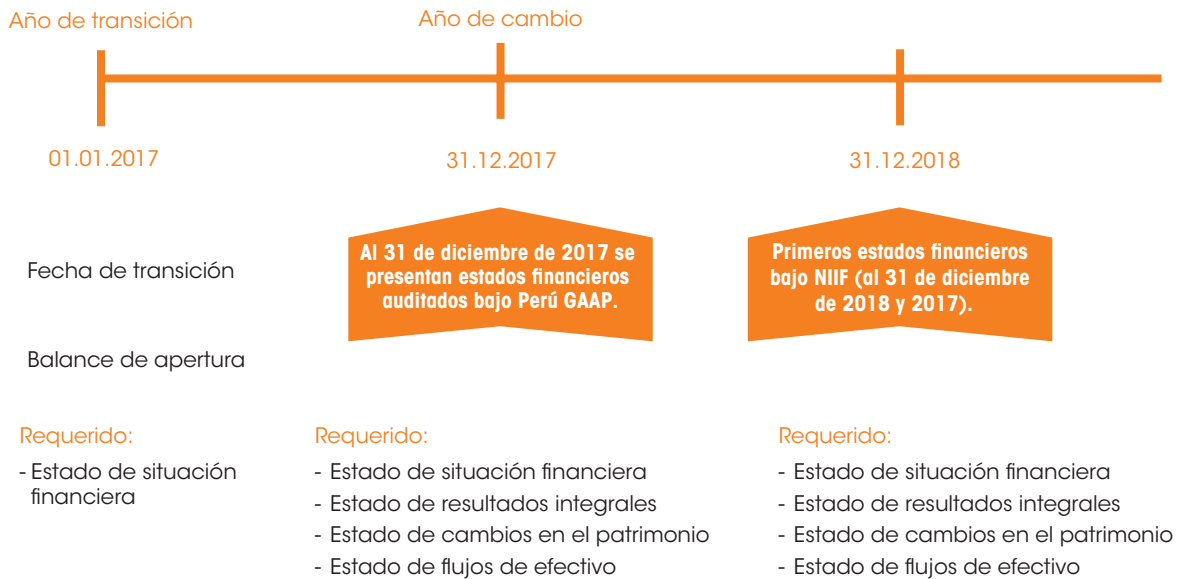 Año de transición
Año de cambio
01.01.2017
31.12.2017
31.12.2018
Fecha de transición
Balance de apertura
Al 31 de diciembre de 2017 se
presentan estados financieros
auditados bajo Perú GAAP.
Primeros estados financieros
bajo NIIF (al 31 de diciembre
de 2018 y 2017).
Requerido:
- Estado de situación
financiera
Requerido:
- Estado de situación financiera
- Estado de resultados integrales
- Estado de cambios en el patrimonio
- Estado de flujos de efectivo
Requerido:
- Estado de situación financiera
- Estado de resultados integrales
- Estado de cambios en el patrimonio
- Estado de flujos de efectivo